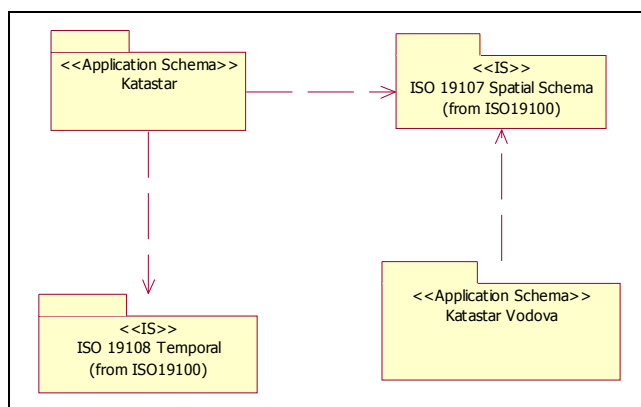 <<Application Schema>>
Katastar
<<IS>>
ISO 19107 Spatial Schema
(from ISO19100)
<<IS>>
ISO 19108 Temporal
(from ISO19100)
<<Application Schema>>
Katastar Vodova